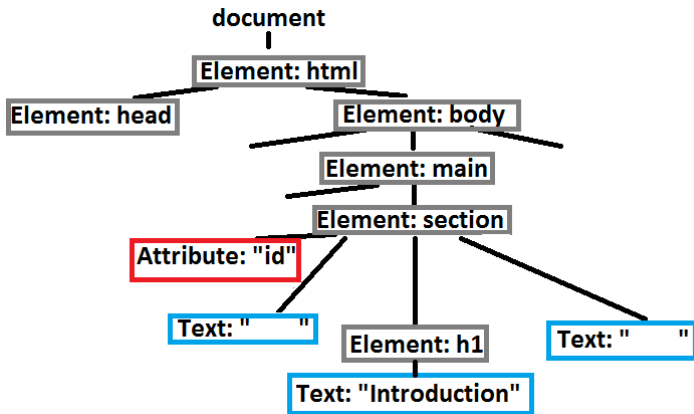 document
Element: html
Element: head
Element: body
Element: main
Element: section
Attribute: "id"
Text: "       "
Element: h1
Text: "       "
Text: "Introduction"